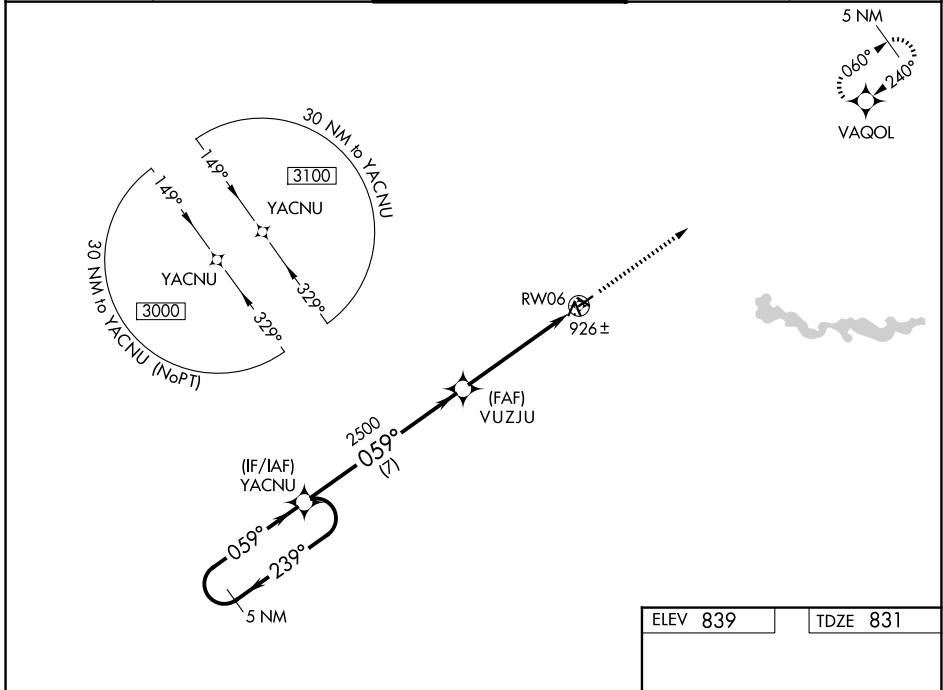 5 NM
060°
240°
VAQOL
30 NM to YACNU
149°
3100
YACNU
329°
149°
YACNU
3000
329°
30 NM to YACNU (NoPT)
RW06
926 ±
(FAF)
VUZJU
2500
059°
(7)
(IF/IAF)
YACNU
059°
239°
5 NM
ELEV 839
TDZE 831